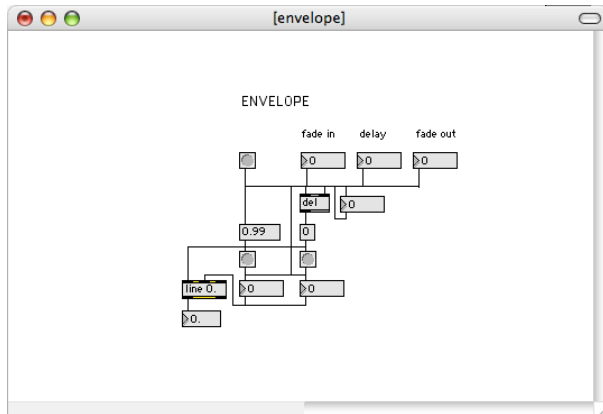 [envelope]
ENVELOPE
fade in delay fade out
0 0 0
del 0
0.99 0
line 0. 0 0
0.